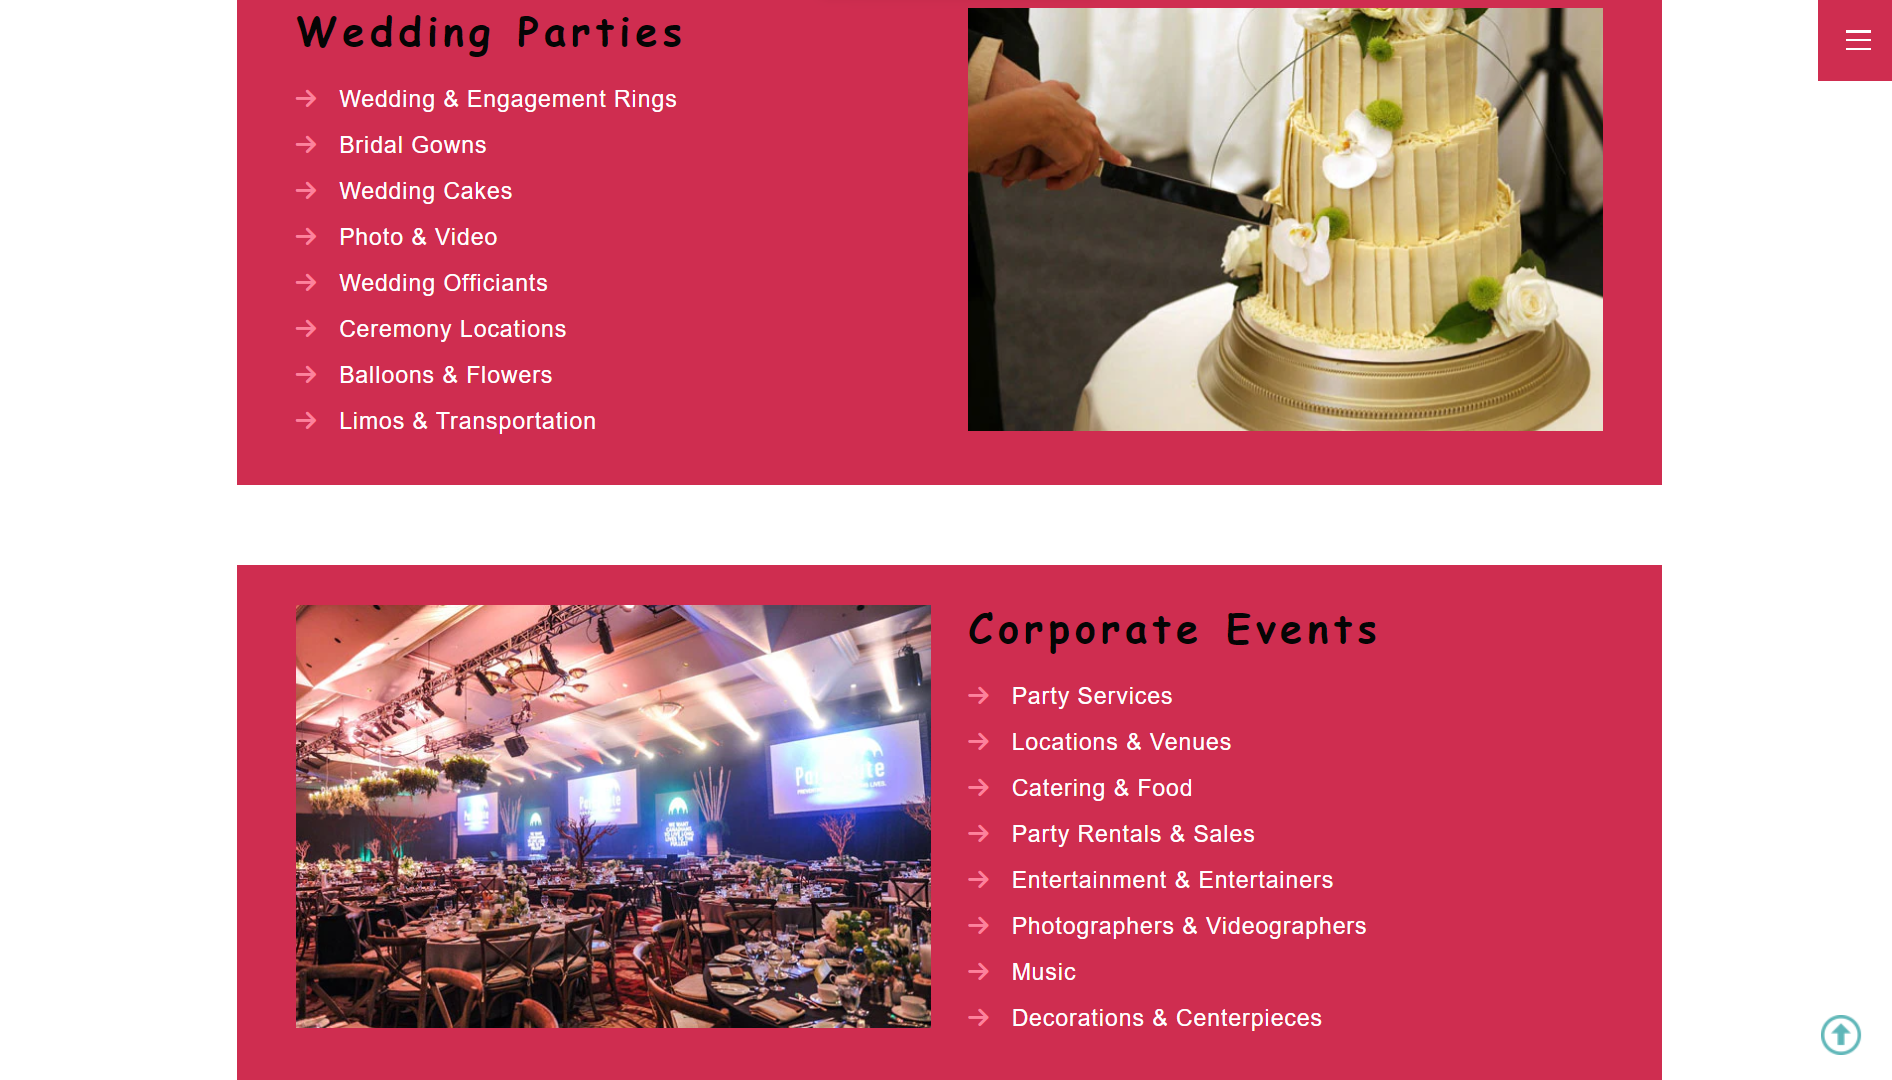 Wedding Parties
Wedding & Engagement Rings
Bridal Gowns
Wedding Cakes
Photo & Video
Wedding Officiants
Ceremony Locations
Balloons & Flowers
Limos & Transportation
Corporate Events
Party Services
Locations & Venues
Catering & Food
Party Rentals & Sales
Entertainment & Entertainers
Photographers & Videographers
Music
Decorations & Centerpieces